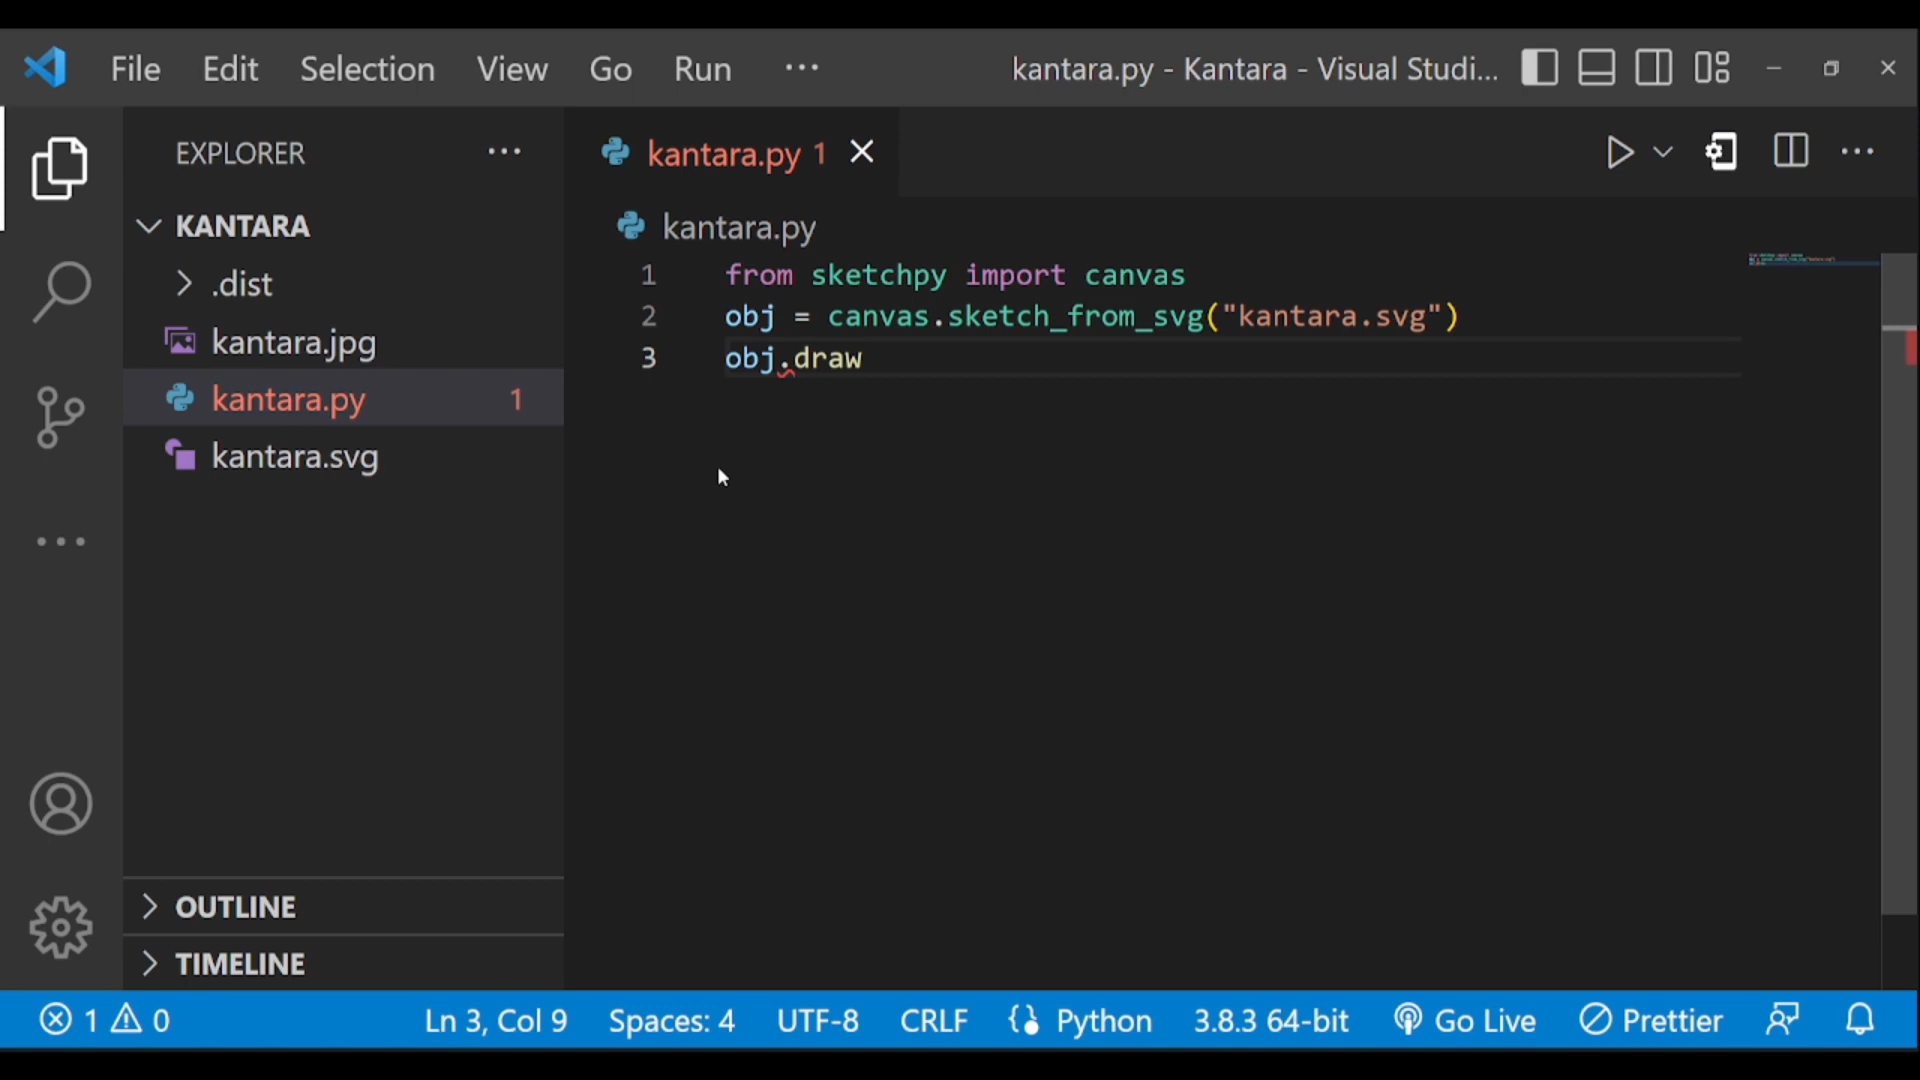 File Edit Selection View Go Run ··· kantara.py - Kantara - Visual Studi...
EXPLORER ···
kantara.py 1
KANTARA
kantara.py
.dist
kantara.jpg
kantara.py 1
kantara.svg
1 from sketchpy import canvas
2 obj = canvas.sketch_from_svg("kantara.svg")
3 obj.draw
OUTLINE
TIMELINE
1 0 Ln 3, Col 9 Spaces: 4 UTF-8 CRLF Python 3.8.3 64-bit Go Live Prettier